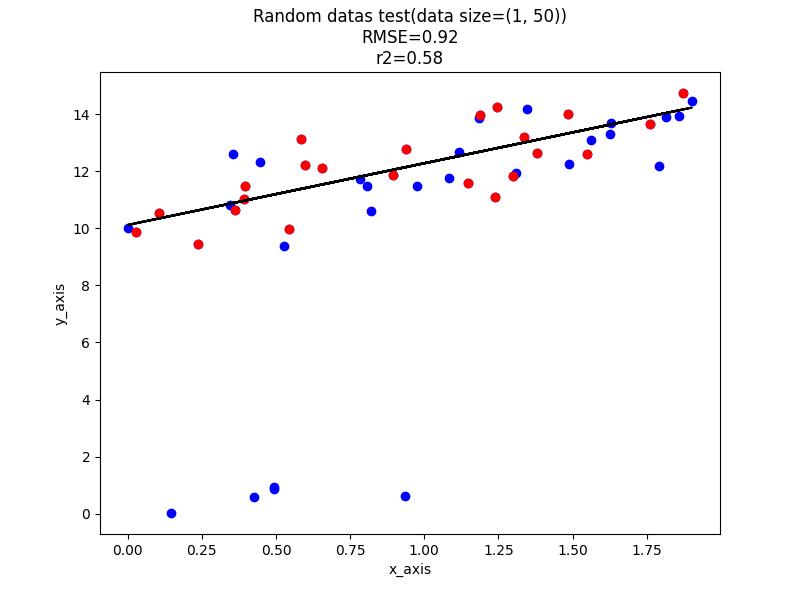 Random datas test(data size=(1, 50))
RMSE=0.92
r2=0.58
y_axis
14
12
10
8
6
4
2
0
0.00 0.25 0.50 0.75 1.00 1.25 1.50 1.75
x_axis